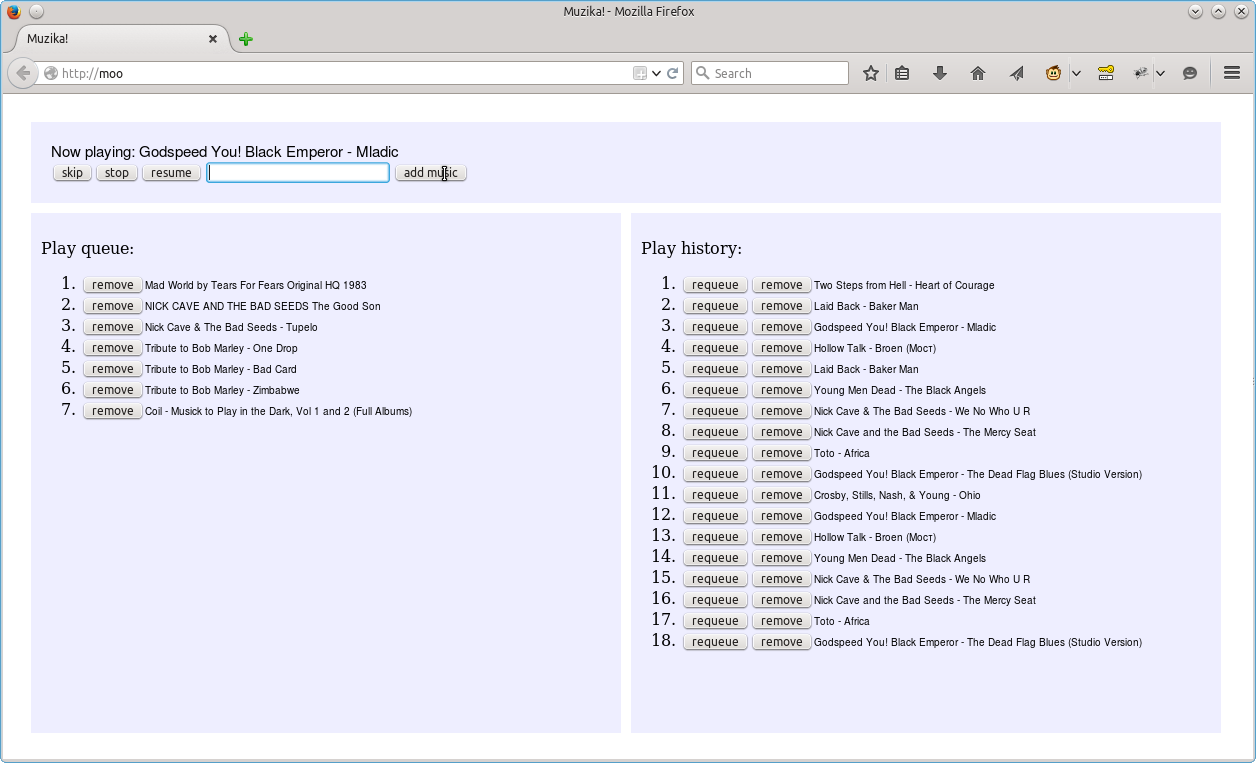 Muzika! - Mozilla Firefox
Muzika!
http://moo
Search
Now playing: Godspeed You! Black Emperor - Mladic
skip stop resume add music
Play queue:
1. remove Mad World by Tears For Fears Original HQ 1983
2. remove NICK CAVE AND THE BAD SEEDS The Good Son
3. remove Nick Cave & The Bad Seeds - Tupelo
4. remove Tribute to Bob Marley - One Drop
5. remove Tribute to Bob Marley - Bad Card
6. remove Tribute to Bob Marley - Zimbabwe
7. remove Coil - Musick to Play in the Dark, Vol 1 and 2 (Full Albums)
Play history:
1. requeue remove Two Steps from Hell - Heart of Courage
2. requeue remove Laid Back - Baker Man
3. requeue remove Godspeed You! Black Emperor - Mladic
4. requeue remove Hollow Talk - Broen (Мост)
5. requeue remove Laid Back - Baker Man
6. requeue remove Young Men Dead - The Black Angels
7. requeue remove Nick Cave & The Bad Seeds - We No Who U R
8. requeue remove Nick Cave and the Bad Seeds - The Mercy Seat
9. requeue remove Toto - Africa
10. requeue remove Godspeed You! Black Emperor - The Dead Flag Blues (Studio Version)
11. requeue remove Crosby, Stills, Nash, & Young - Ohio
12. requeue remove Godspeed You! Black Emperor - Mladic
13. requeue remove Hollow Talk - Broen (Мост)
14. requeue remove Young Men Dead - The Black Angels
15. requeue remove Nick Cave & The Bad Seeds - We No Who U R
16. requeue remove Nick Cave and the Bad Seeds - The Mercy Seat
17. requeue remove Toto - Africa
18. requeue remove Godspeed You! Black Emperor - The Dead Flag Blues (Studio Version)